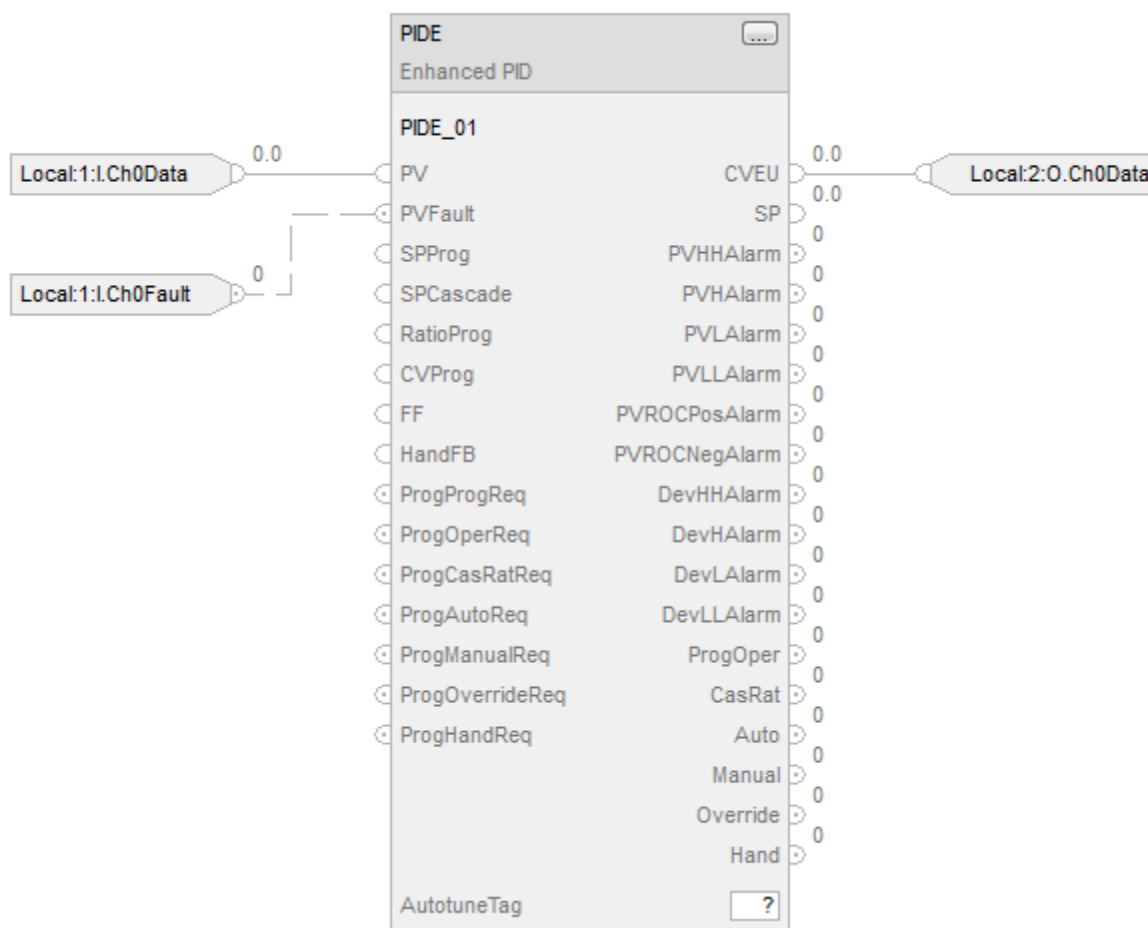 PIDE ...
Enhanced PID
PIDE_01
Local:1:I.Ch0Data 0.0 PV CVEU 0.0 Local:2:O.Ch0Data
PVFault SP 0.0
SPProg PVHHAlarm 0
Local:1:I.Ch0Fault 0 SPCascade PVHAlarm 0
RatioProg PVLAlarm 0
CVProg PVLLAlarm 0
FF PVROCPosAlarm 0
HandFB PVROCNegAlarm 0
ProgProgReq DevHHAlarm 0
ProgOperReq DevHAlarm 0
ProgCasRatReq DevLAlarm 0
ProgAutoReq DevLLAlarm 0
ProgManualReq ProgOper 0
ProgOverrideReq CasRat 0
ProgHandReq Auto 0
Manual 0
Override 0
Hand 0
AutotuneTag ?